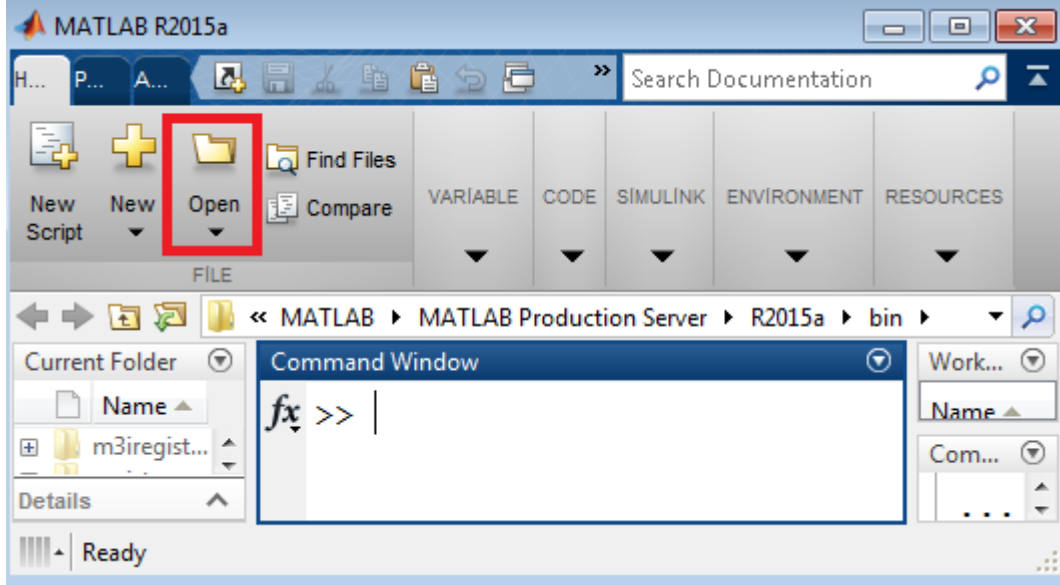 MATLAB R2015a
H... P... A... » Search Documentation
New Script
New
Open
Find Files
Compare
FİLE
VARİABLE
CODE
SİMULİNK
ENVİRONMENT
RESOURCES
« MATLAB ▸ MATLAB Production Server ▸ R2015a ▸ bin ▸
Current Folder
Name
m3iregist...
Details
Command Window
fx >>
Work...
Name
Com...
...
Ready